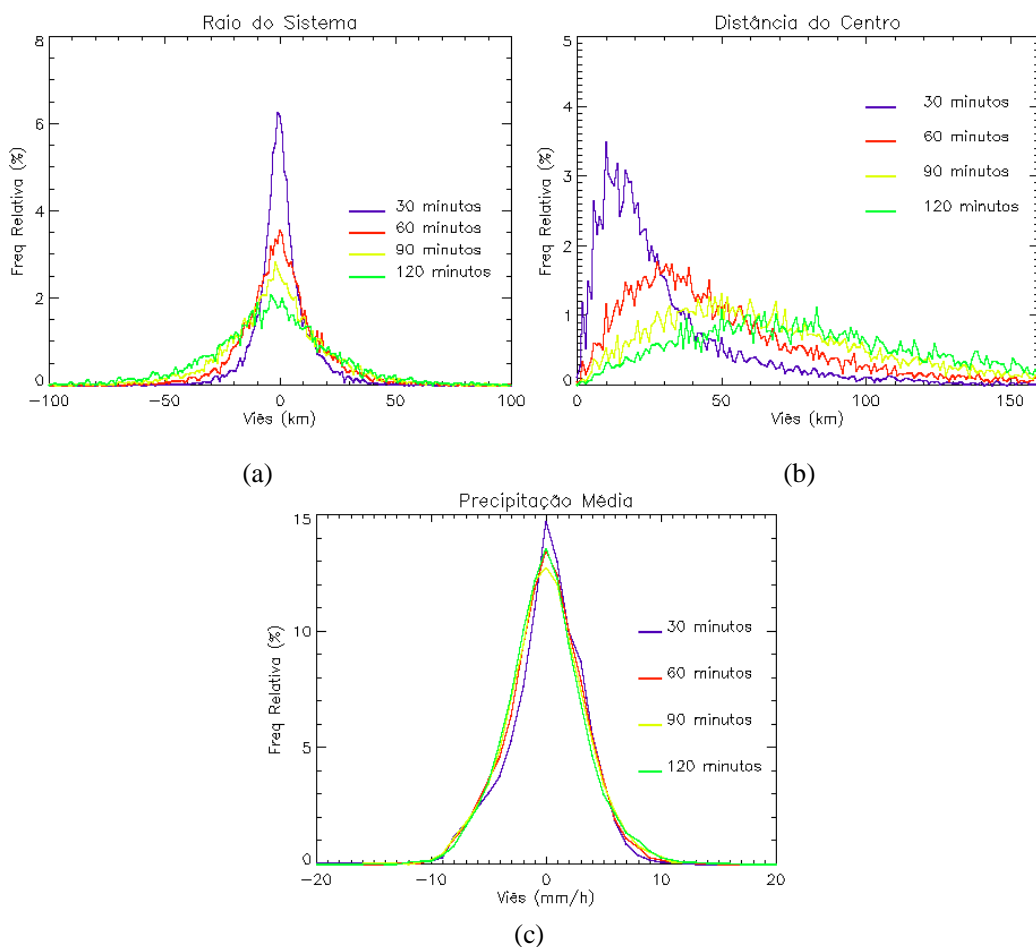 Raio do Sistema
8
6
4
2
0
Freq Relativa (%)
30 minutos
60 minutos
90 minutos
120 minutos
−100
−50
0
50
100
Viēs (km)
(a)
Distância do Centro
5
4
3
2
1
0
Freq Relativa (%)
30 minutos
60 minutos
90 minutos
120 minutos
0
50
100
150
Viēs (km)
(b)
Precipitação Média
15
10
5
0
Freq Relativa (%)
30 minutos
60 minutos
90 minutos
120 minutos
−20
−10
0
10
20
Viēs (mm/h)
(c)